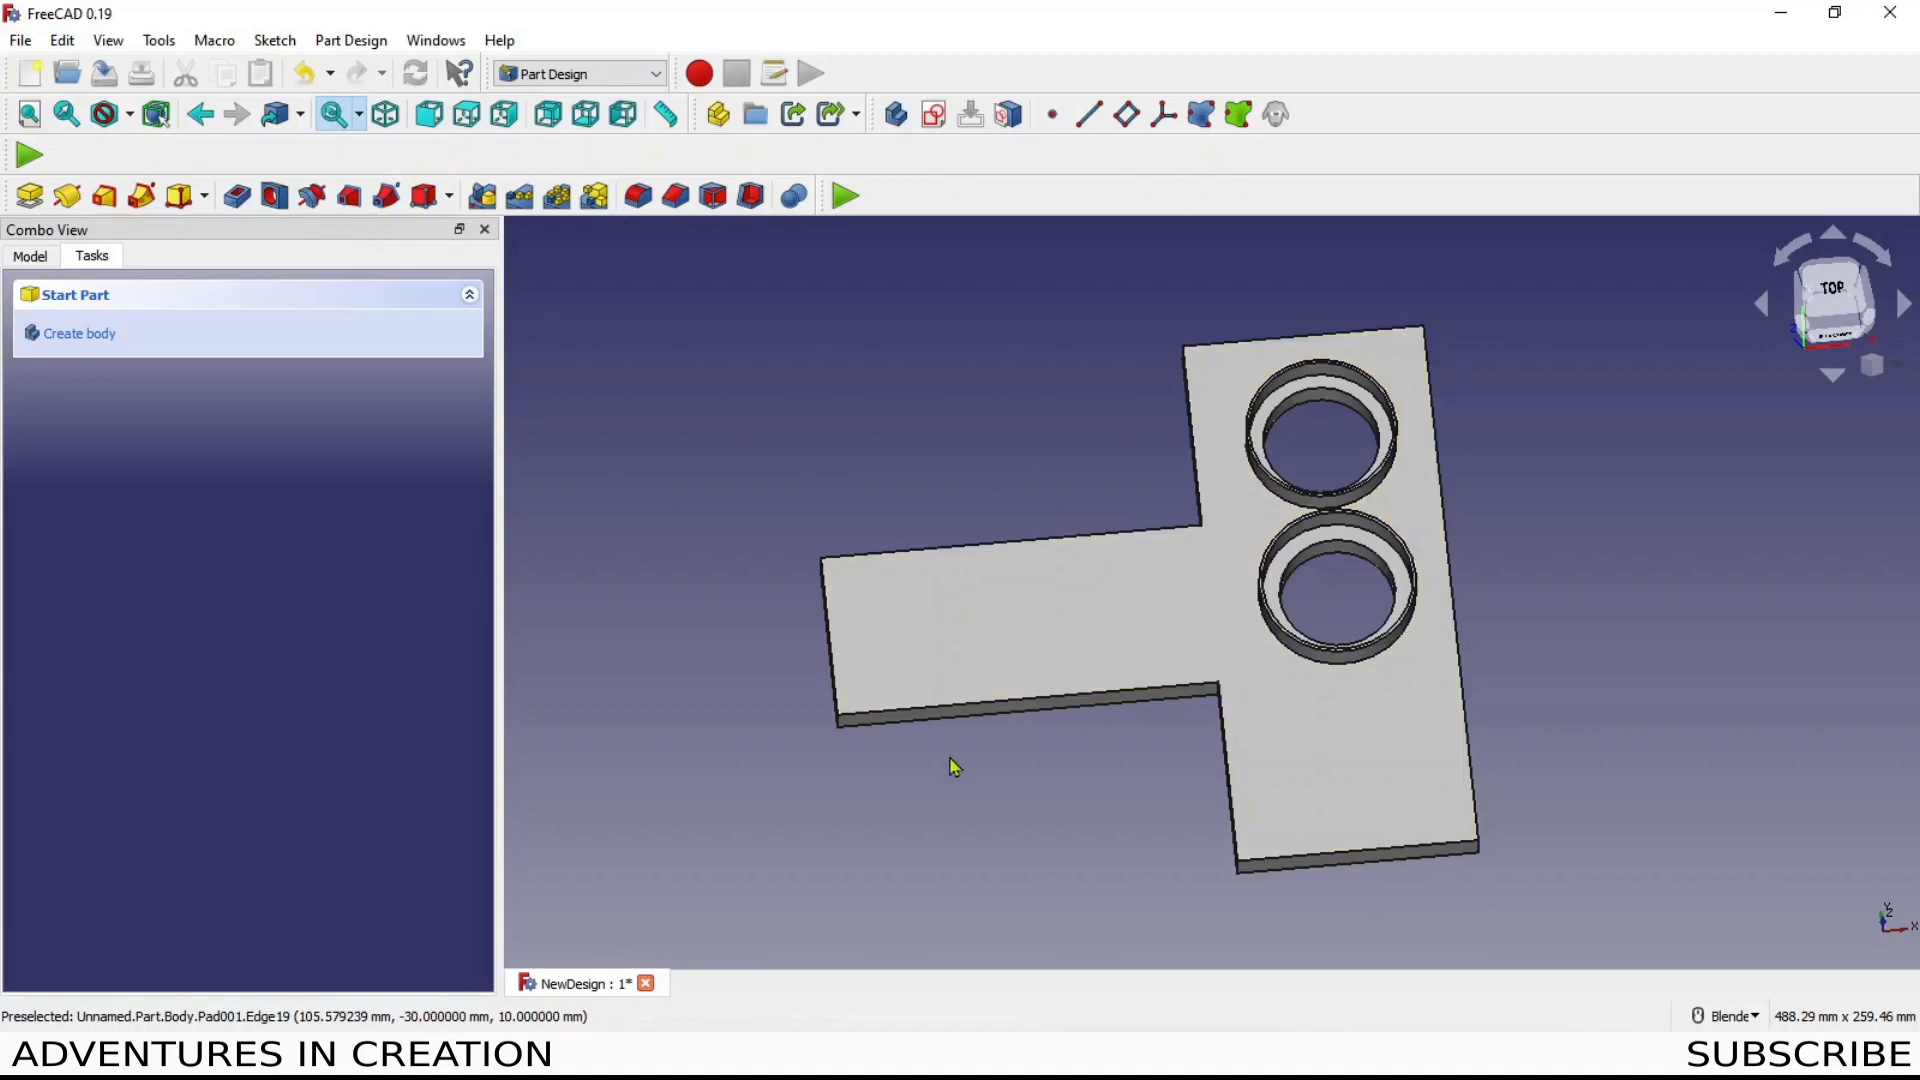 FreeCAD 0.19
File Edit View Tools Macro Sketch Part Design Windows Help
Part Design
Combo View
Model Tasks
Start Part
Create body
TOP
Z
Y
Z
X
NewDesign : 1*
Preselected: Unnamed.Part.Body.Pad001.Edge19 (105.579239 mm, -30.000000 mm, 10.000000 mm)
Blende
488.29 mm x 259.46 mm
ADVENTURES IN CREATION
SUBSCRIBE